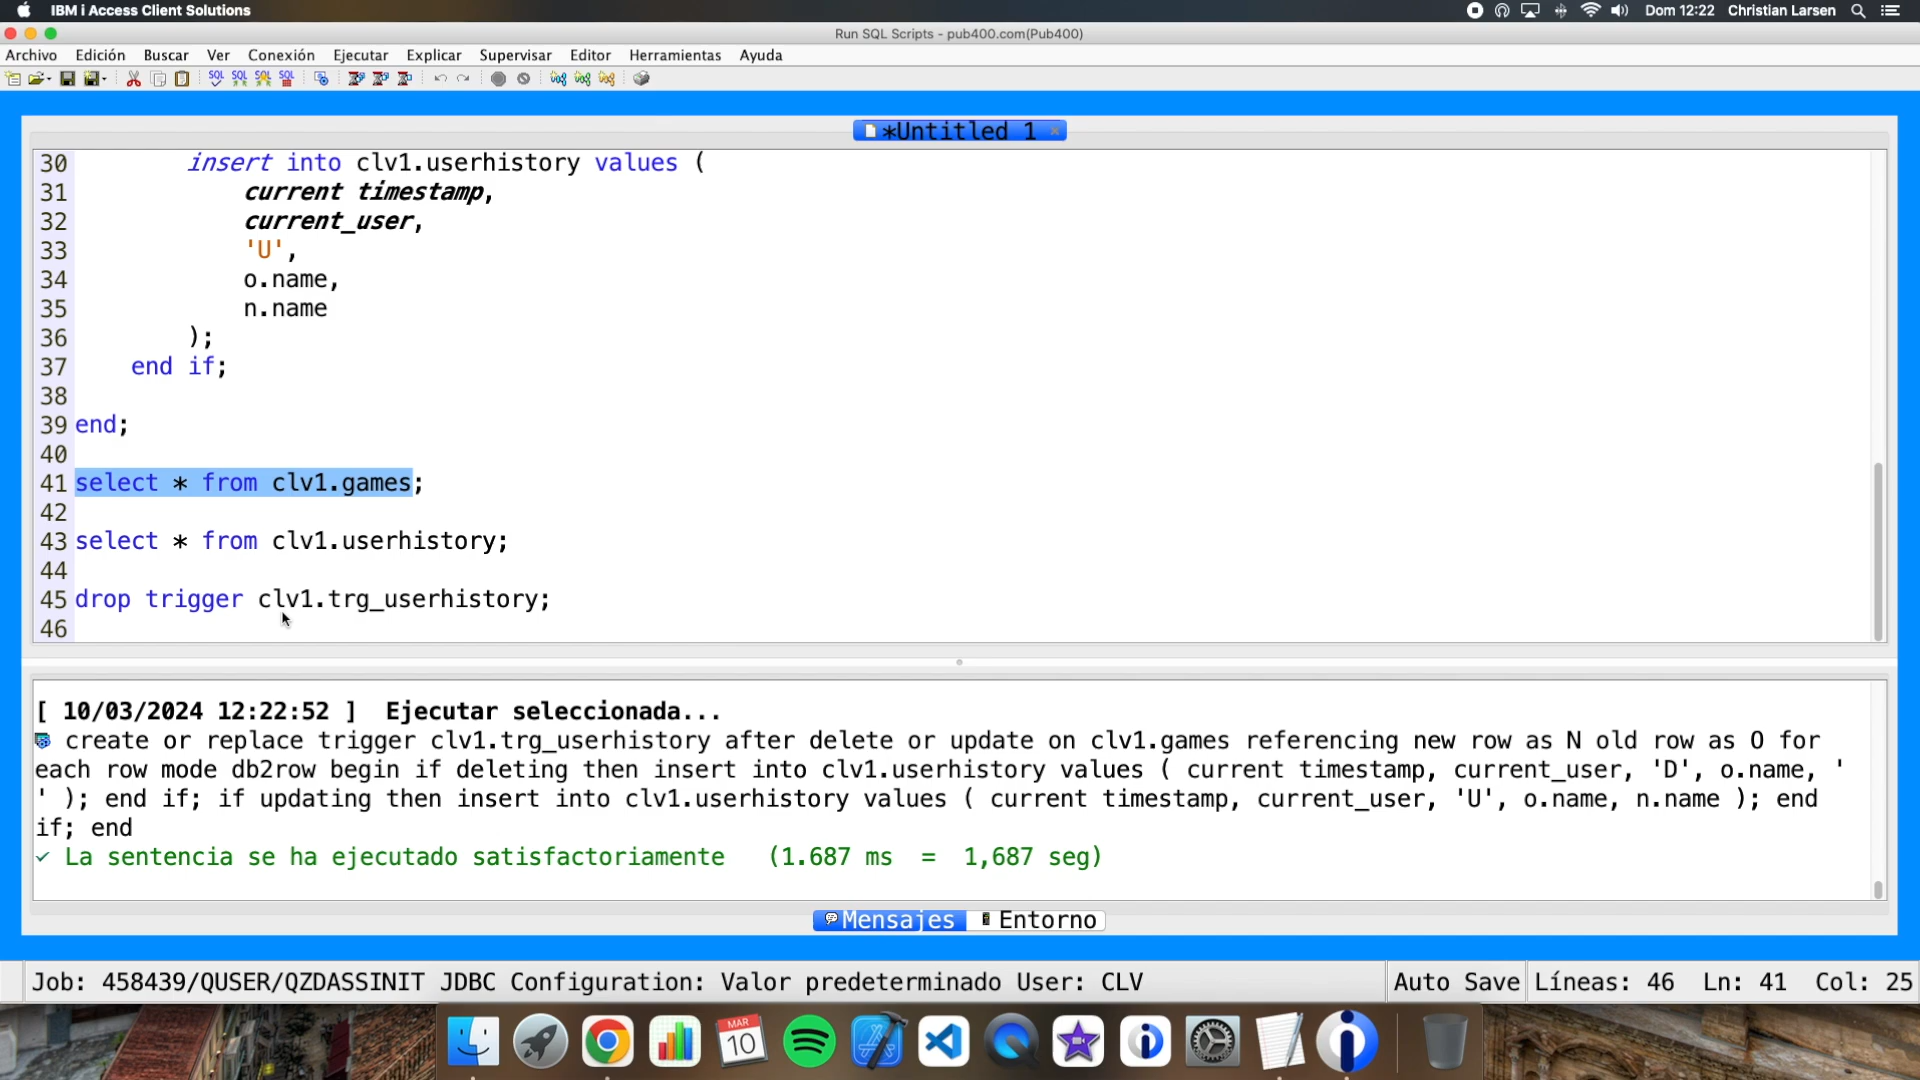 IBM i Access Client Solutions
Dom 12:22 Christian Larsen
Run SQL Scripts - pub400.com(Pub400)
Archivo Edición Buscar Ver Conexión Ejecutar Explicar Supervisar Editor Herramientas Ayuda
SQL SQL SQL SQL
*Untitled 1
30 insert into clv1.userhistory values (
31 current timestamp,
32 current_user,
33 'U',
34 o.name,
35 n.name
36 );
37 end if;
38
39 end;
40
41 select * from clv1.games;
42
43 select * from clv1.userhistory;
44
45 drop trigger clv1.trg_userhistory;
46
[ 10/03/2024 12:22:52 ] Ejecutar seleccionada...
create or replace trigger clv1.trg_userhistory after delete or update on clv1.games referencing new row as N old row as O for
each row mode db2row begin if deleting then insert into clv1.userhistory values ( current timestamp, current_user, 'D', o.name, '
' ); end if; if updating then insert into clv1.userhistory values ( current timestamp, current_user, 'U', o.name, n.name ); end
if; end
✓ La sentencia se ha ejecutado satisfactoriamente (1.687 ms = 1,687 seg)
Mensajes Entorno
Job: 458439/QUSER/QZDASSINIT JDBC Configuration: Valor predeterminado User: CLV
Auto Save Líneas: 46 Ln: 41 Col: 25
MAR
10